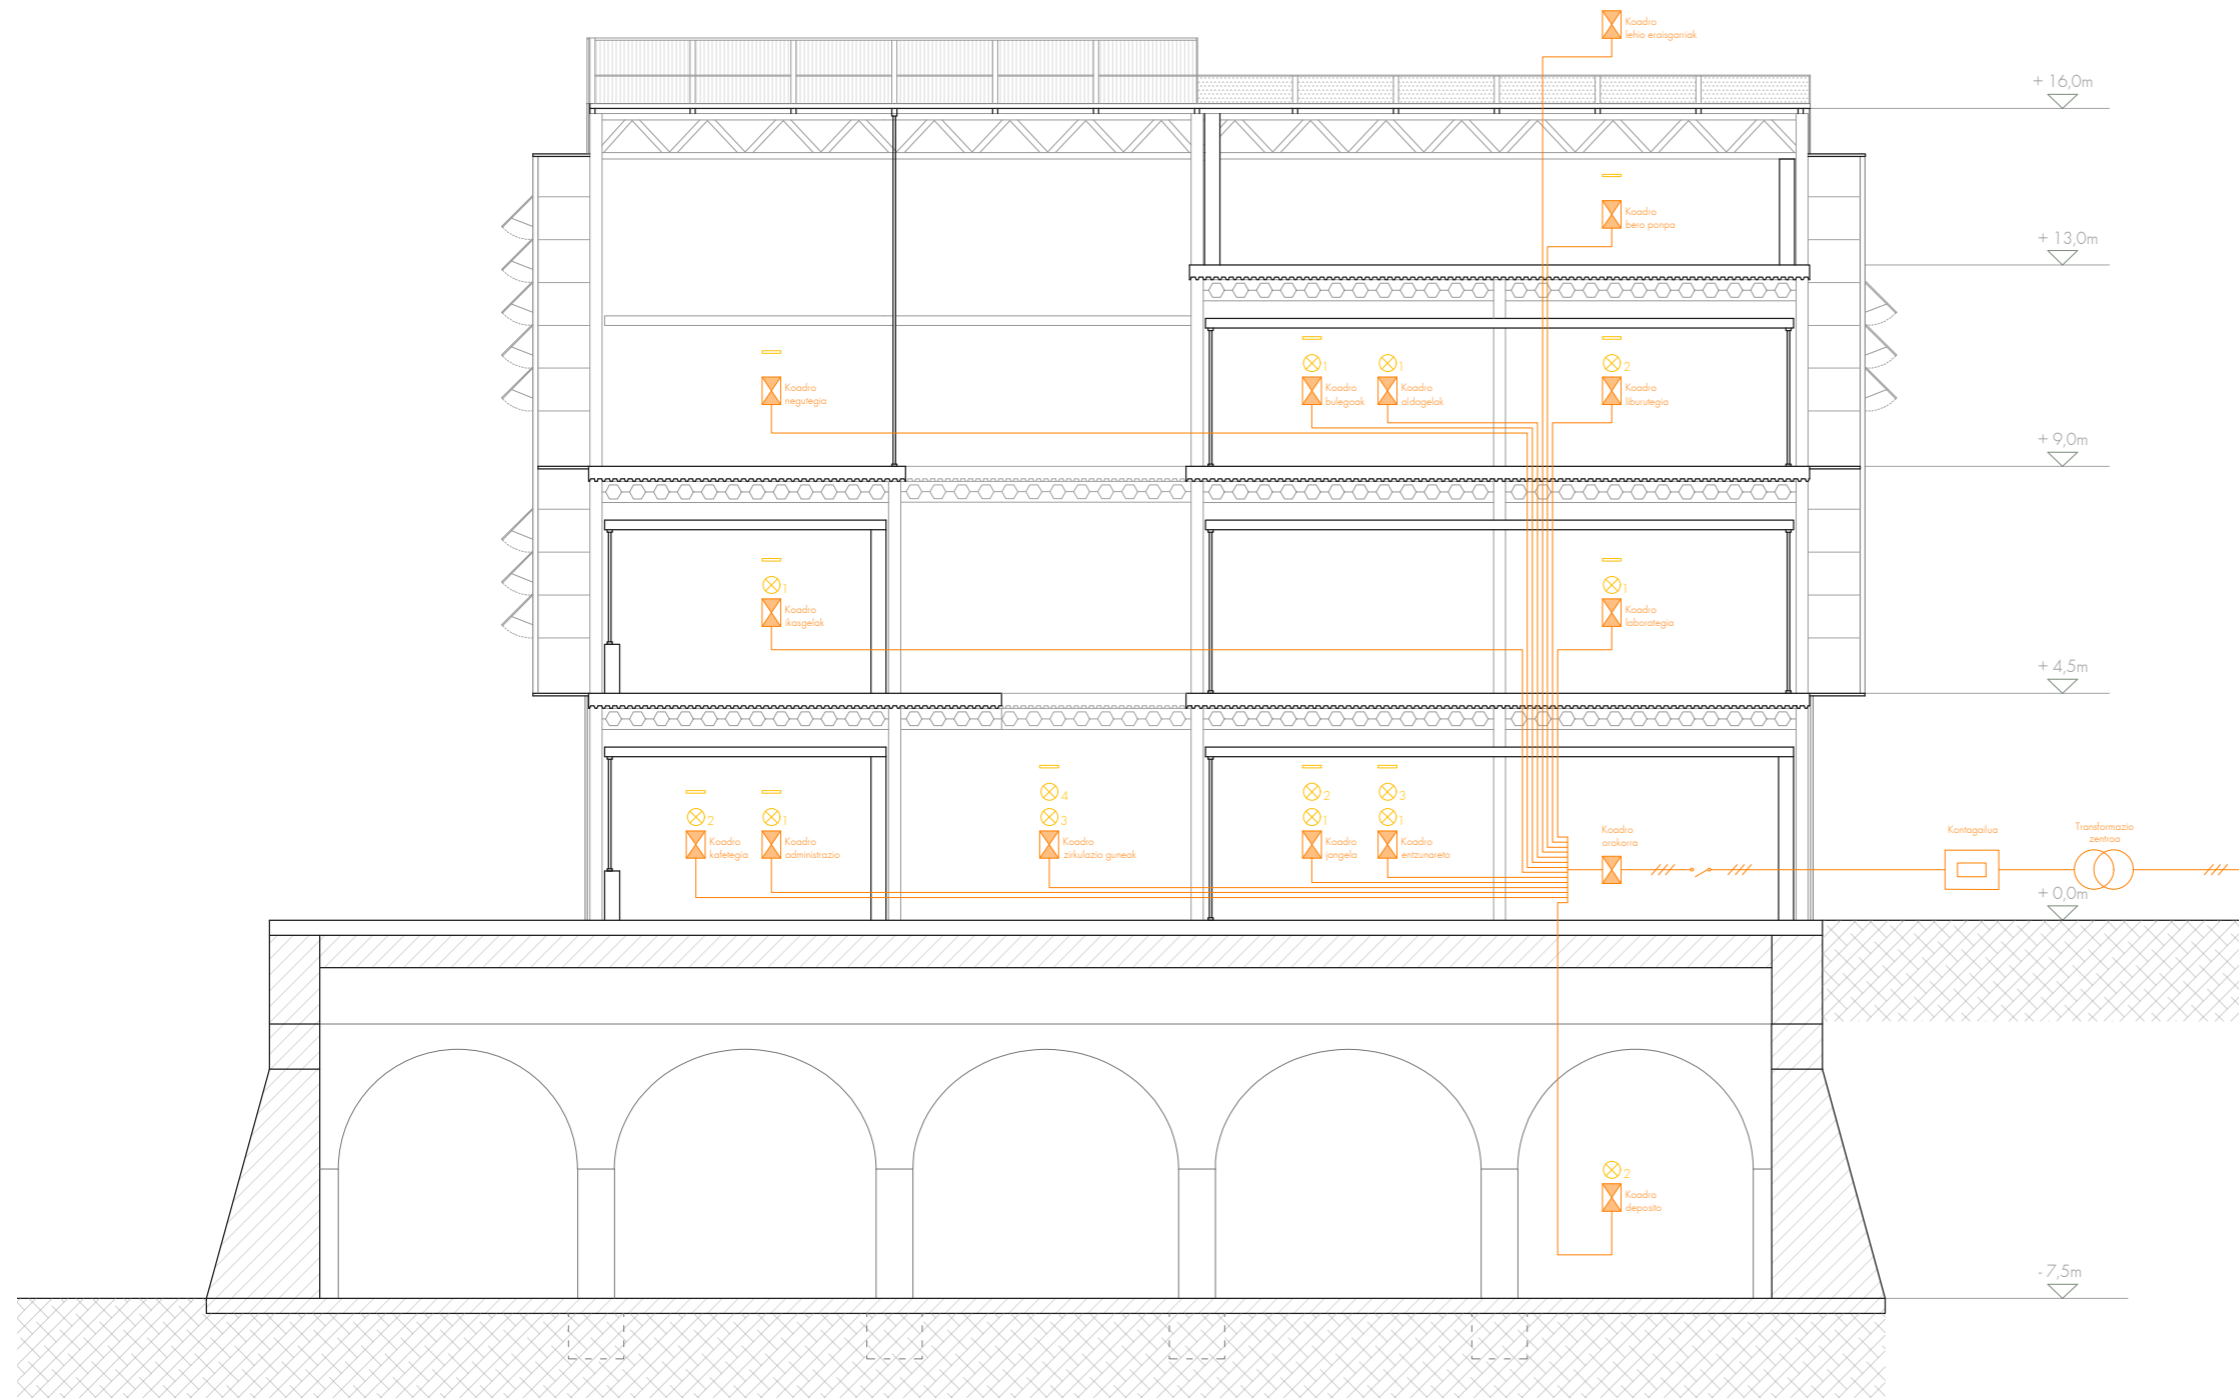 Koadro
lehio eraisgarriak
+ 16,0m
Koadro
bero ponpa
+ 13,0m
Koadro
negutegia
1
Koadro
bulegoak
1
Koadro
aldagelak
2
Koadro
liburutegia
+ 9,0m
1
Koadro
ikasgelak
1
Koadro
laborategia
+ 4,5m
2
Koadro
kafetegia
1
Koadro
administrazio
4
3
Koadro
zirkulazio guneak
2
1
Koadro
jangela
3
1
Koadro
entzunareto
Koadro
orokorra
Kontagailua
Transformazio
zentroa
+ 0,0m
2
Koadro
deposito
- 7,5m